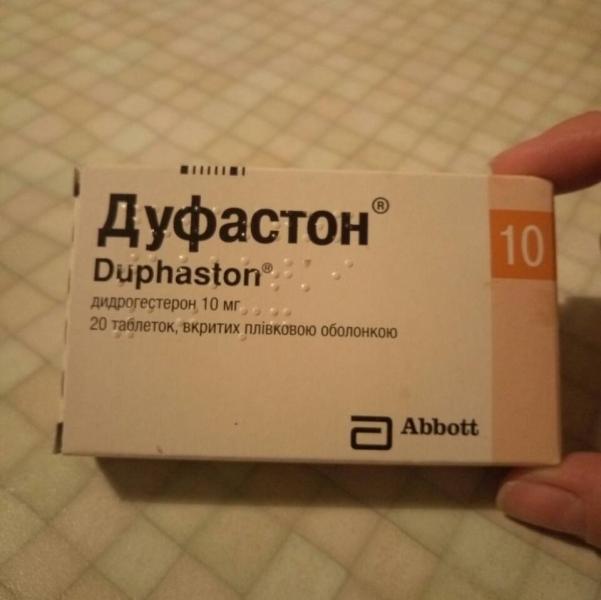 Дуфастон®
Duphaston®
дидрогестерон 10 мг
20 таблеток, вкритих плівковою оболонкою
10
Abbott